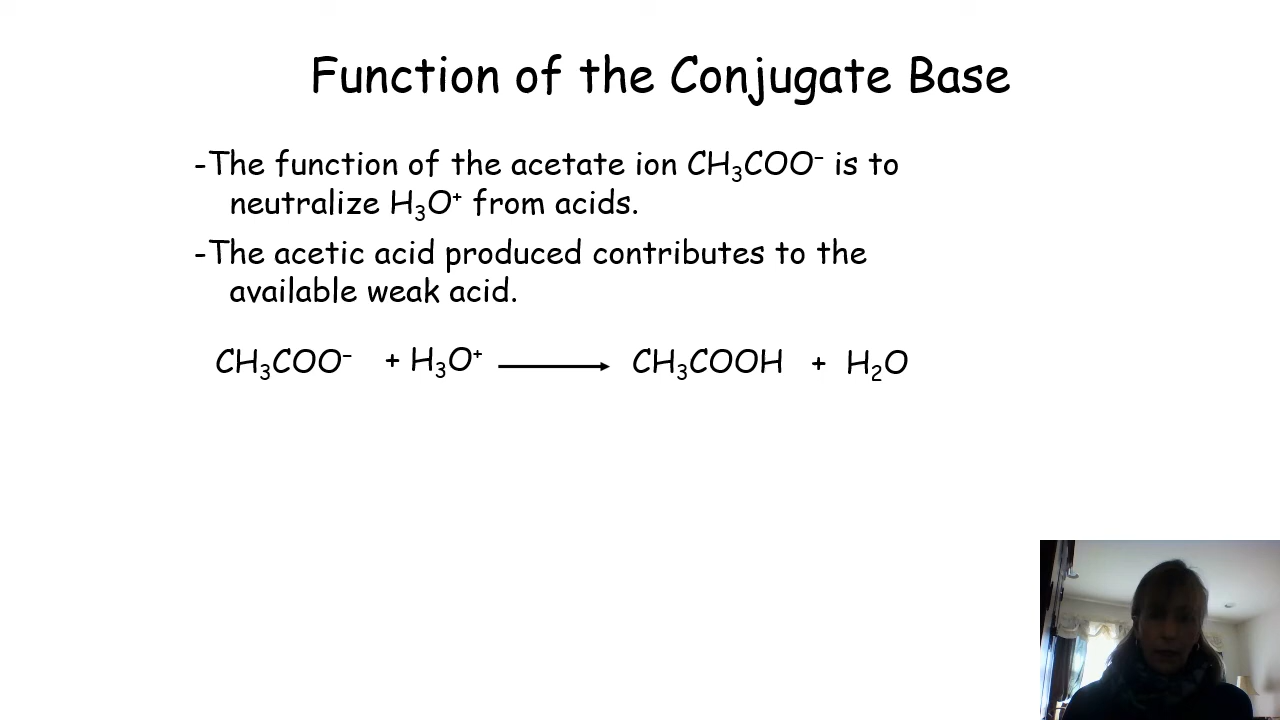 Function of the Conjugate Base
-The function of the acetate ion CH₃COO⁻ is to
neutralize H₃O⁺ from acids.
-The acetic acid produced contributes to the
available weak acid.
CH₃COO⁻ + H₃O⁺ ⟶ CH₃COOH + H₂O